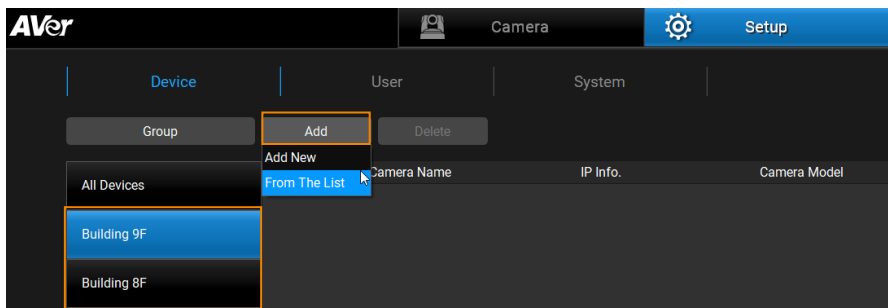 AVer Camera Setup
Device User System
Group Add Delete
Add New
Camera Name IP Info. Camera Model
All Devices From The List
Building 9F
Building 8F